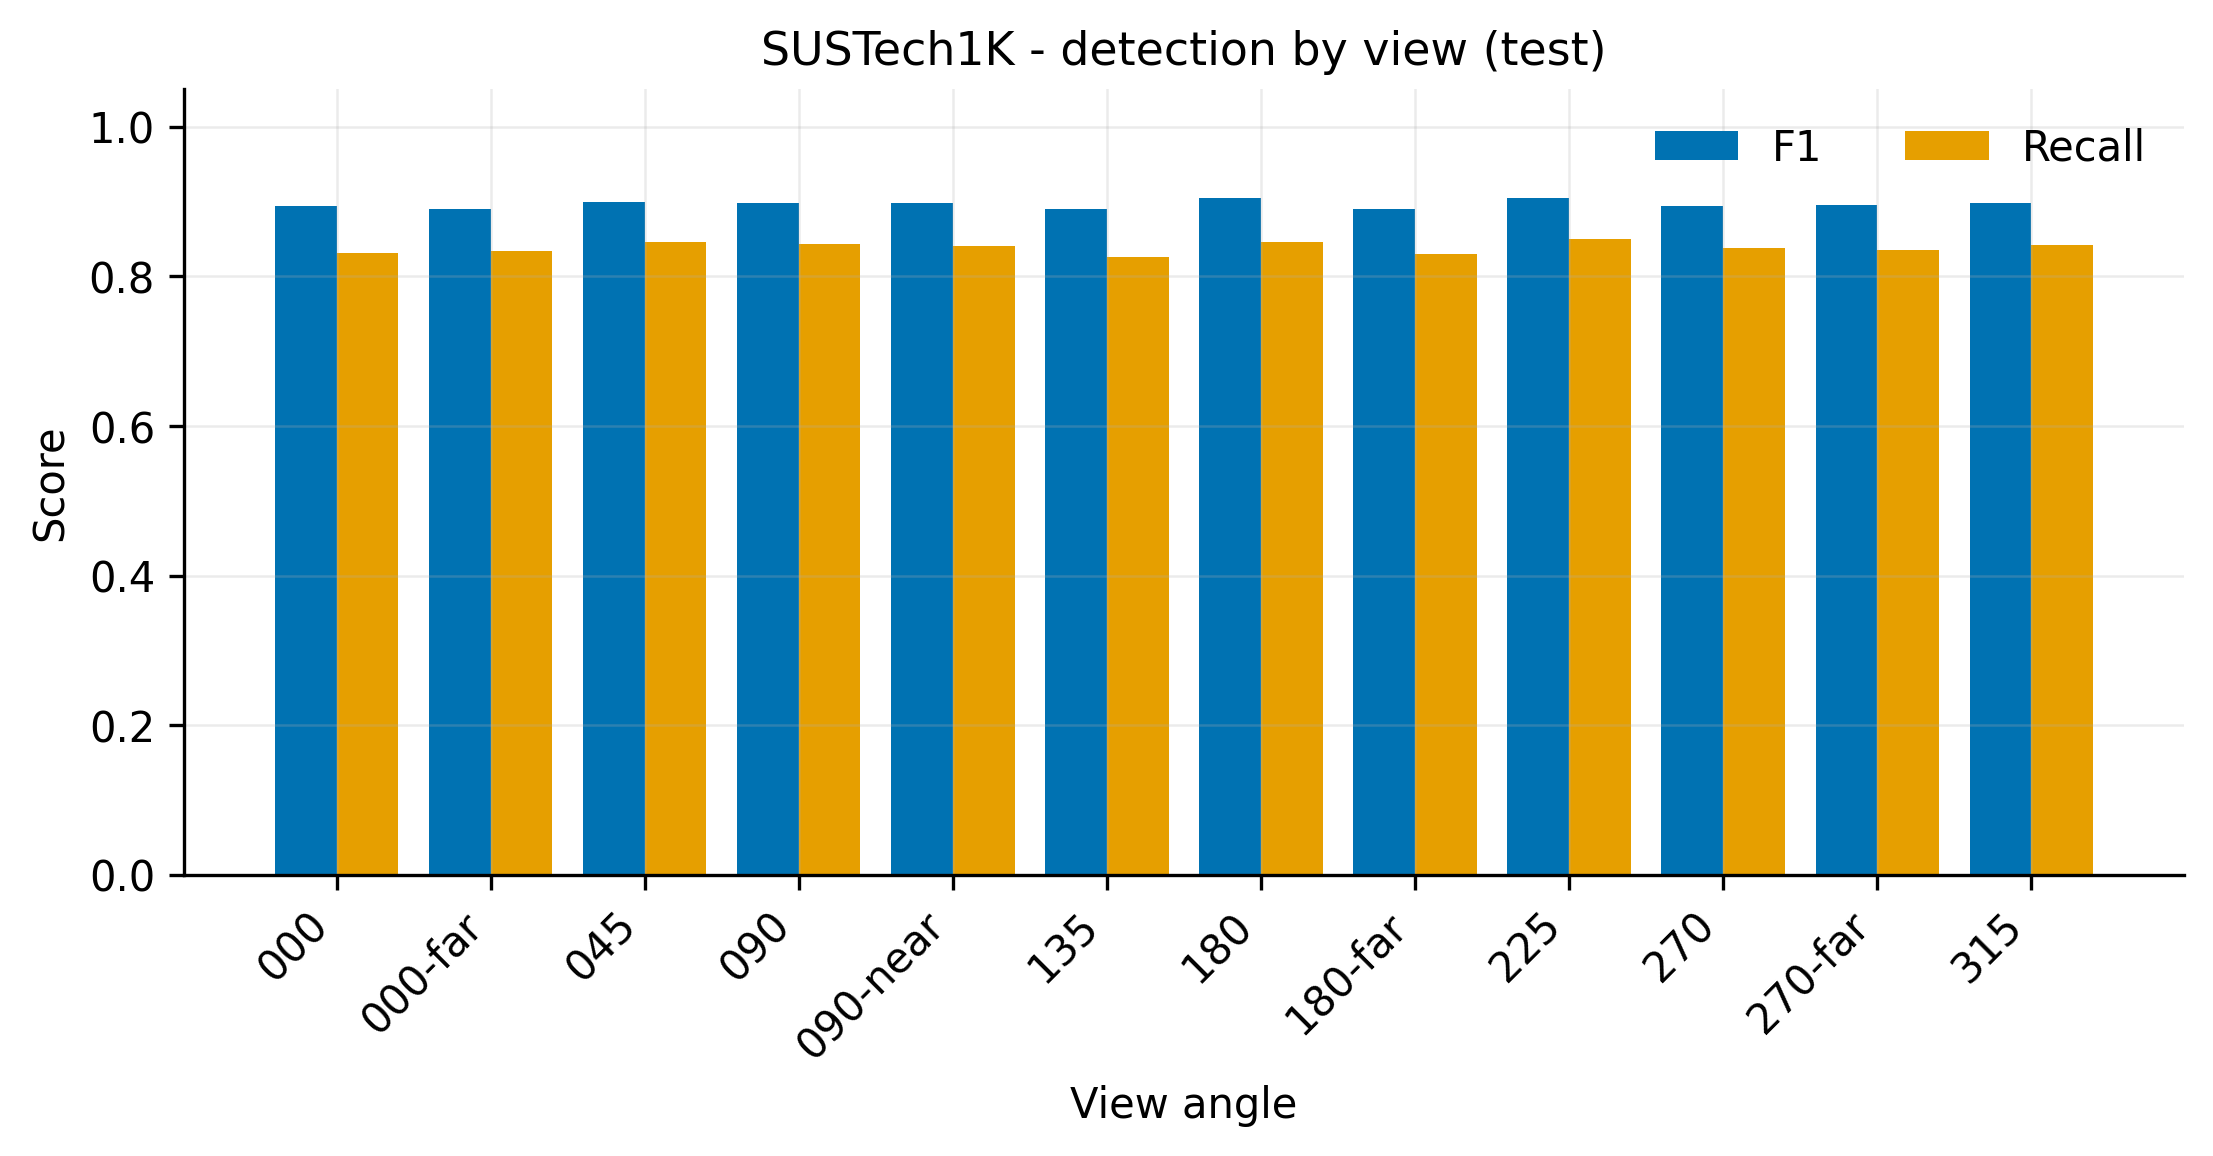 SUSTech1K - detection by view (test)
F1
Recall
Score
1.0
0.8
0.6
0.4
0.2
0.0
000
000-far
045
090
090-near
135
180
180-far
225
270
270-far
315
View angle